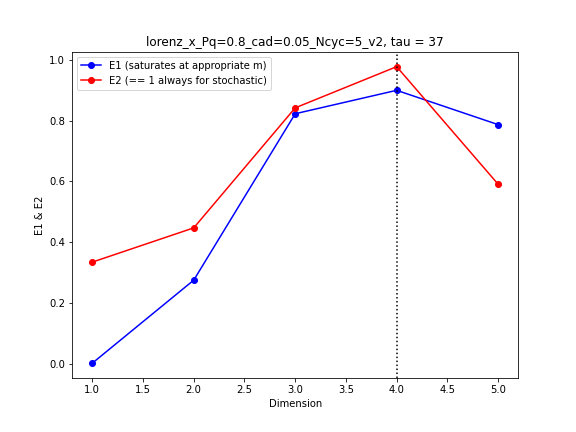 lorenz_x_Pq=0.8_cad=0.05_Ncyc=5_v2, tau = 37
E1 (saturates at appropriate m)
E2 (== 1 always for stochastic)
1.0
0.8
0.6
0.4
0.2
0.0
E1 & E2
1.0 1.5 2.0 2.5 3.0 3.5 4.0 4.5 5.0
Dimension